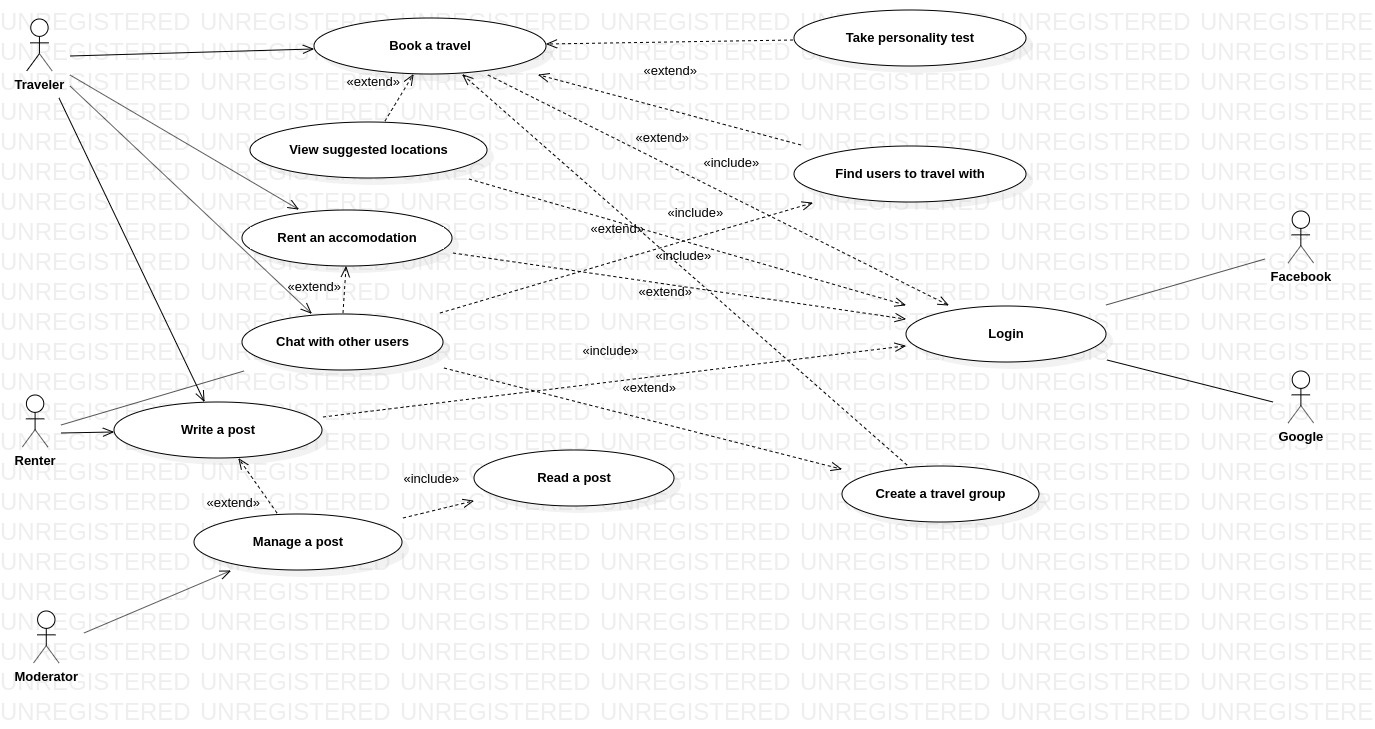 Book a travel
Take personality test
«extend»
«extend»
Traveler
«extend»
View suggested locations
«include»
Find users to travel with
«include»
«extend»
Rent an accomodation
«include»
Facebook
«extend»
«extend»
Login
Chat with other users
«include»
«extend»
Write a post
Google
Renter
«include»
Read a post
Create a travel group
«extend»
Manage a post
Moderator
UNREGISTERED UNREGISTERED UNREGISTERED UNREGISTERED UNREGISTERED UNREGISTERED UNREGISTERE